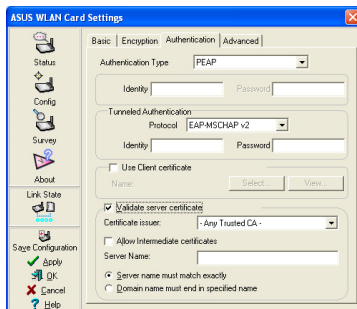 ASUS WLAN Card Settings
Status
Config
Survey
About
Link State
Save Configuration
Apply
OK
Cancel
Help
Basic Encryption Authentication Advanced
Authentication Type PEAP
Identity Password
Tunneled Authentication
Protocol EAP-MSCHAP v2
Identity Password
Use Client certificate
Name: Select... View...
Validate server certificate
Certificate issuer: - Any Trusted CA -
Allow Intermediate certificates
Server Name:
Server name must match exactly
Domain name must end in specified name